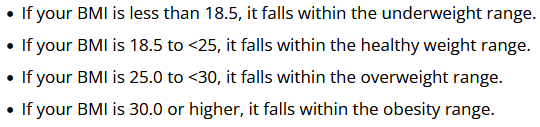 • If your BMI is less than 18.5, it falls within the underweight range.
• If your BMI is 18.5 to <25, it falls within the healthy weight range.
• If your BMI is 25.0 to <30, it falls within the overweight range.
• If your BMI is 30.0 or higher, it falls within the obesity range.